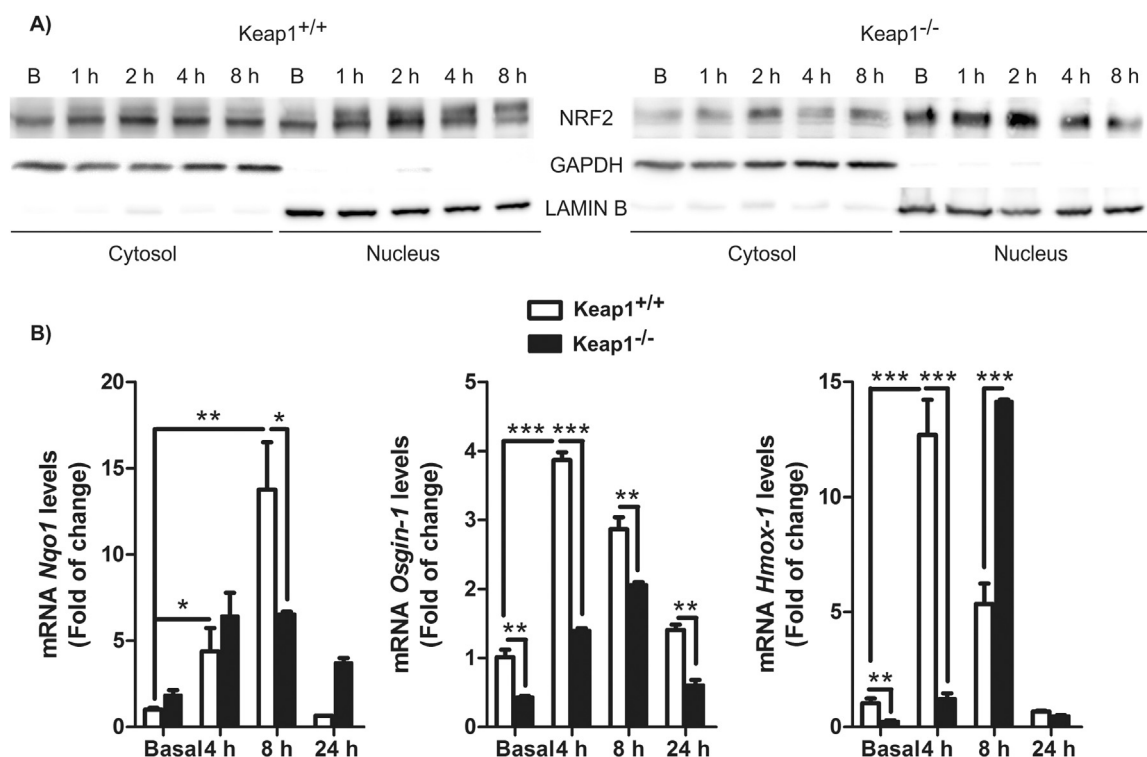 A)
Keap1+/+
Keap1-/-
B 1 h 2 h 4 h 8 h B 1 h 2 h 4 h 8 h
B 1 h 2 h 4 h 8 h B 1 h 2 h 4 h 8 h
NRF2
GAPDH
LAMIN B
Cytosol Nucleus
Cytosol Nucleus
Keap1+/+
Keap1-/-
B)
mRNA Nqo1 levels
(Fold of change)
20
15
10
5
0
**
*
*
Basal 4 h 8 h 24 h
mRNA Osgin-1 levels
(Fold of change)
5
4
3
2
1
0
*** ***
**
**
**
Basal 4 h 8 h 24 h
mRNA Hmox-1 levels
(Fold of change)
15
10
5
0
*** *** ***
**
Basal 4 h 8 h 24 h